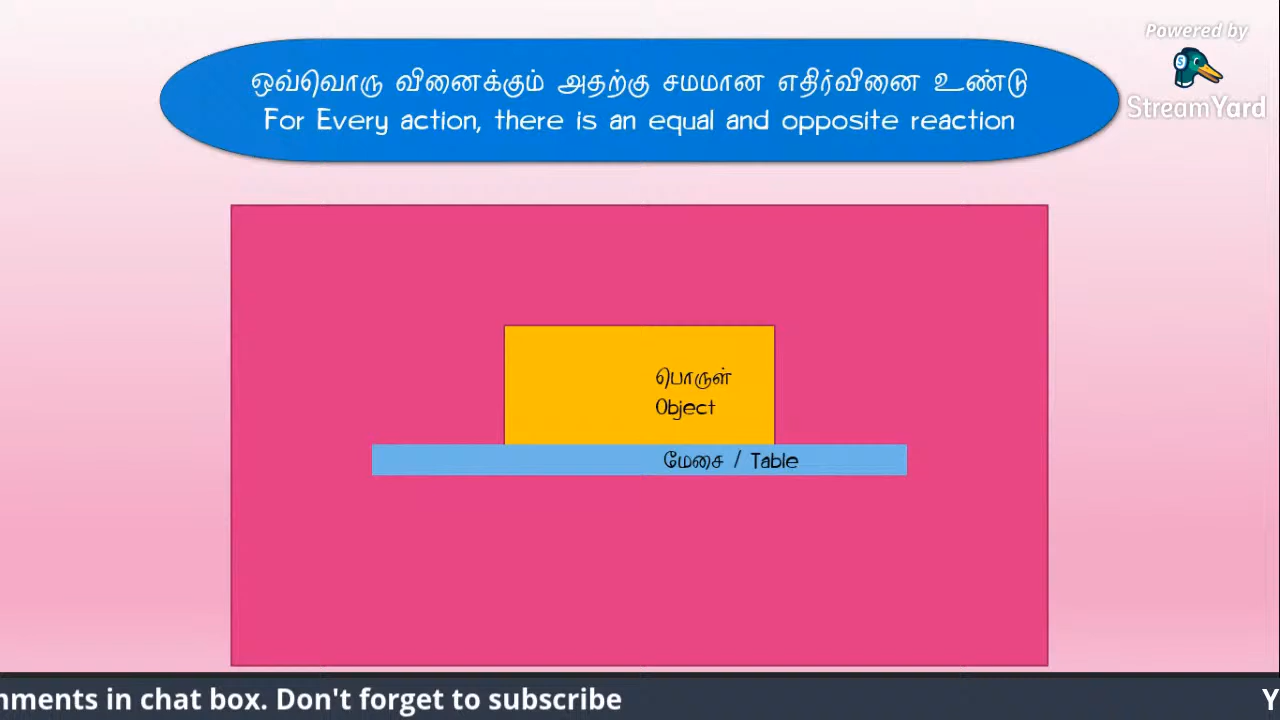 Powered by
StreamYard
ஒவ்வொரு வினைக்கும் அதற்கு சமமான எதிர்வினை உண்டு
For Every action, there is an equal and opposite reaction
பொருள்
Object
மேசை / Table
in chat box. Don't forget to subscribe